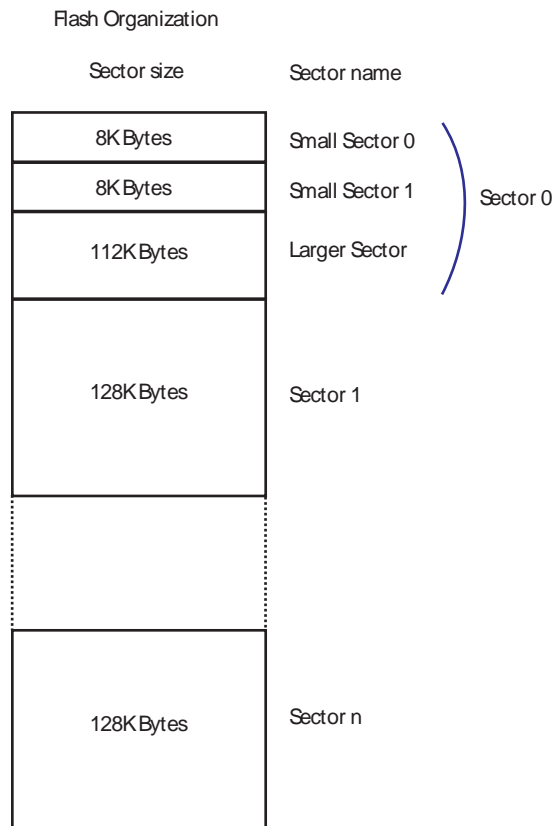 Flash Organization
Sector size Sector name
8K Bytes Small Sector 0
8K Bytes Small Sector 1
Sector 0
112K Bytes Larger Sector
128K Bytes Sector 1
128K Bytes Sector n